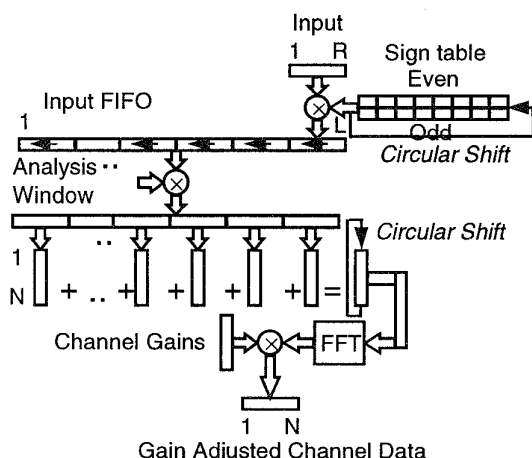 Input
1 R
Sign table
Even
Input FIFO
1 L
Odd
Circular Shift
Analysis ..
Window
Circular Shift
1 ..
N + .. + + + + =
Channel Gains
FFT
1 N
Gain Adjusted Channel Data